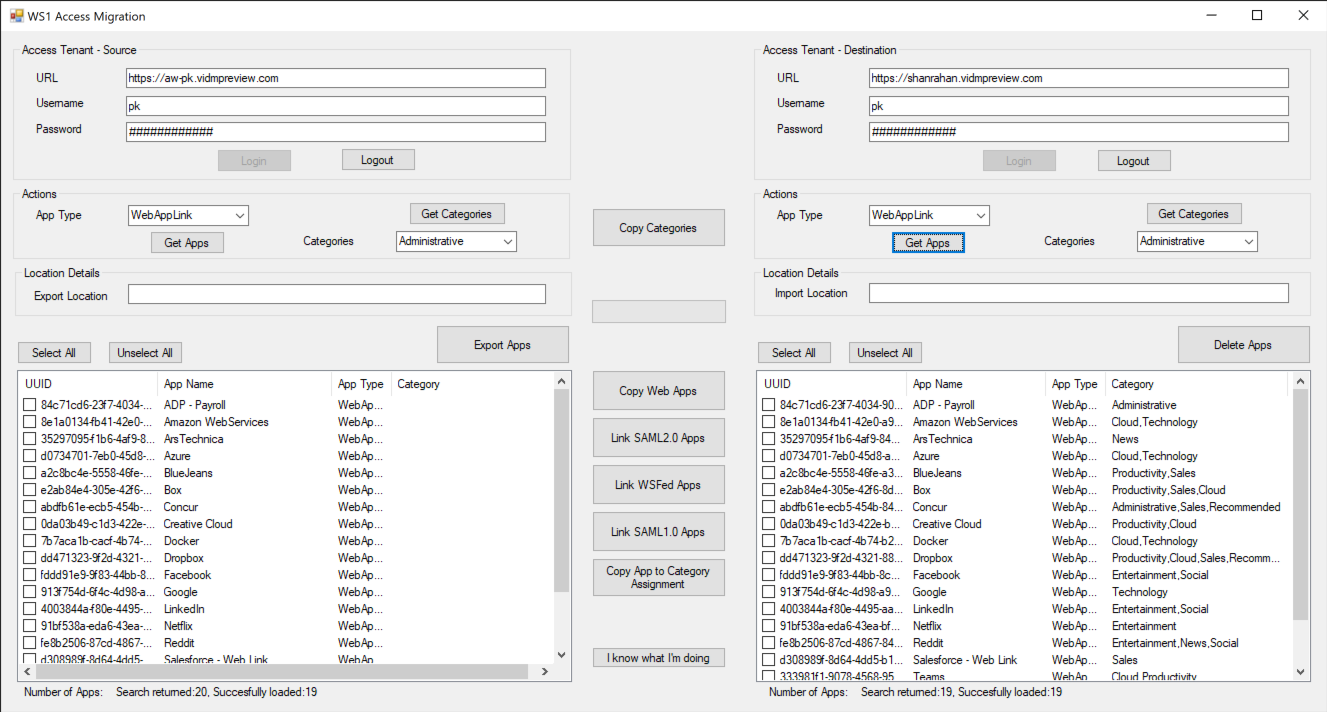 WS1 Access Migration
Access Tenant - Source
URL
https://aw-pk.vidmpreview.com
Username
pk
Password
############
Login
Logout
Actions
App Type
WebAppLink
Get Categories
Get Apps
Categories
Administrative
Location Details
Export Location
Select All
Unselect All
Export Apps
UUID App Name App Type Category
84c71cd6-23f7-4034-... ADP - Payroll WebAp...
8e1a0134-fb41-42e0-... Amazon WebServices WebAp...
35297095-f1b6-4af9-8... ArsTechnica WebAp...
d0734701-7eb0-45d8-... Azure WebAp...
a2c8bc4e-5558-46fe-... BlueJeans WebAp...
e2ab84e4-305e-42f6-... Box WebAp...
abdfb61e-ecb5-454b-... Concur WebAp...
0da03b49-c1d3-422e-... Creative Cloud WebAp...
7b7aca1b-cacf-4b74-... Docker WebAp...
dd471323-9f2d-4321-... Dropbox WebAp...
fddd91e9-9f83-44bb-8... Facebook WebAp...
913f754d-6f4c-4d98-a... Google WebAp...
4003844a-f80e-4495-... LinkedIn WebAp...
91bf538a-eda6-43ea-... Netflix WebAp...
fe8b2506-87cd-4867-... Reddit WebAp...
d308989f-8d64-4dd5- Salesforce - Web Link WebAp
Number of Apps: Search returned:20, Succesfully loaded:19
Copy Categories
Copy Web Apps
Link SAML2.0 Apps
Link WSFed Apps
Link SAML1.0 Apps
Copy App to Category
Assignment
I know what I'm doing
Access Tenant - Destination
URL
https://shanrahan.vidmpreview.com
Username
pk
Password
############
Login
Logout
Actions
App Type
WebAppLink
Get Categories
Get Apps
Categories
Administrative
Location Details
Import Location
Select All
Unselect All
Delete Apps
UUID App Name App Type Category
84c71cd6-23f7-4034-90... ADP - Payroll WebAp... Administrative
8e1a0134-fb41-42e0-a9... Amazon WebServices WebAp... Cloud,Technology
35297095-f1b6-4af9-84... ArsTechnica WebAp... News
d0734701-7eb0-45d8-a... Azure WebAp... Cloud,Technology
a2c8bc4e-5558-46fe-a3... BlueJeans WebAp... Productivity,Sales
e2ab84e4-305e-42f6-8d... Box WebAp... Productivity,Sales,Cloud
abdfb61e-ecb5-454b-84... Concur WebAp... Administrative,Sales,Recommended
0da03b49-c1d3-422e-b... Creative Cloud WebAp... Productivity,Cloud
7b7aca1b-cacf-4b74-b2... Docker WebAp... Cloud,Technology
dd471323-9f2d-4321-88... Dropbox WebAp... Productivity,Cloud,Sales,Recomm...
fddd91e9-9f83-44bb-8c... Facebook WebAp... Entertainment,Social
913f754d-6f4c-4d98-a9... Google WebAp... Technology
4003844a-f80e-4495-aa... LinkedIn WebAp... Entertainment,Social
91bf538a-eda6-43ea-bf... Netflix WebAp... Entertainment
fe8b2506-87cd-4867-84... Reddit WebAp... Entertainment,News,Social
d308989f-8d64-4dd5-b1... Salesforce - Web Link WebAp... Sales
333981f1-9078-4568-95 Teams WebAp... Cloud,Productivity
Number of Apps: Search returned:19, Succesfully loaded:19